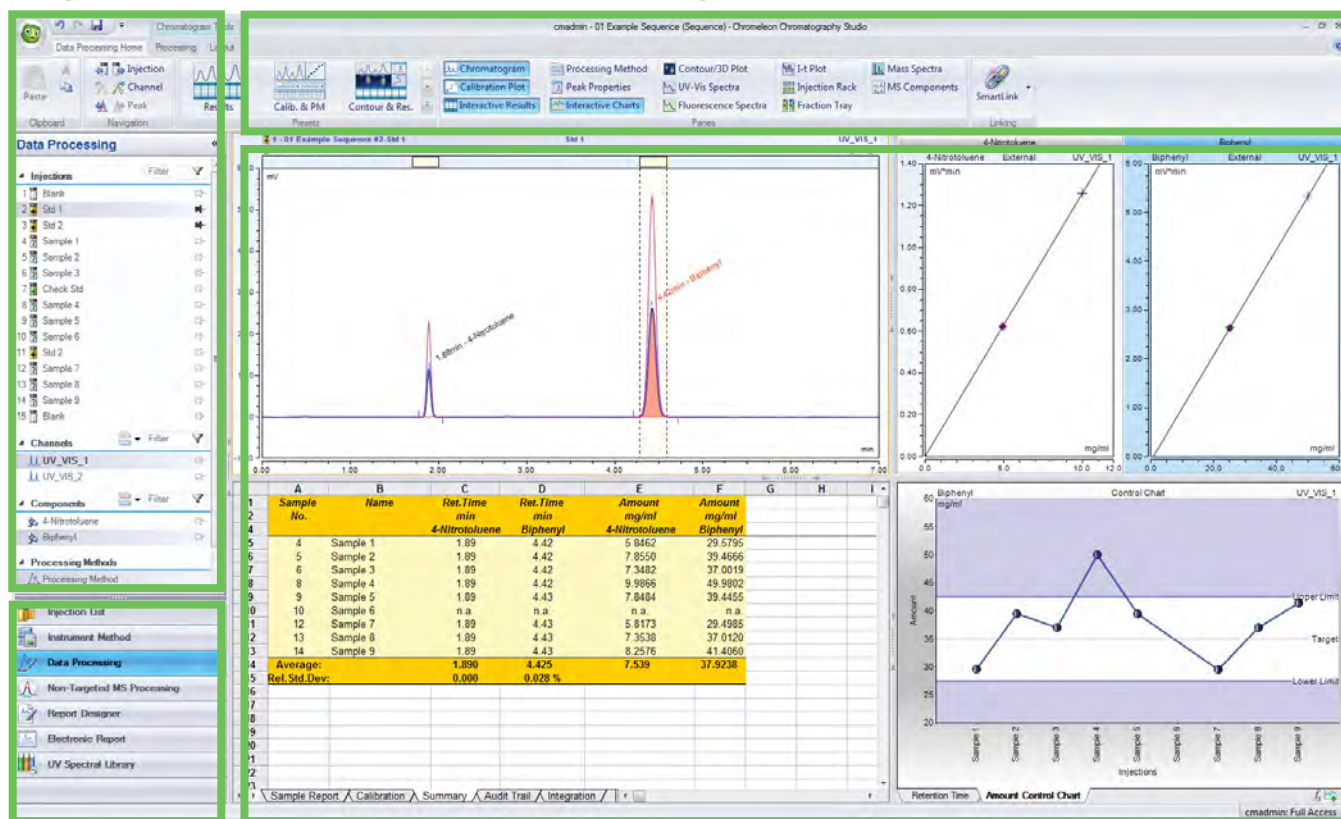 Chromatogram Tools
cmadmin - 01 Example Sequence (Sequence) - Chromeleon Chromatography Studio
Data Processing Home Processing Layout
Paste
Injection
Channel
Peak
Results
Calib. & PM
Contour & Res.
Chromatogram Processing Method Contour/3D Plot I-t Plot Mass Spectra
Calibration Plot Peak Properties UV-Vis Spectra Injection Rack MS Components
Interactive Results Interactive Charts Fluorescence Spectra Fraction Tray
SmartLink
Clipboard Navigation Presets Panes Linking
Data Processing
Injections Filter
1 Blank
2 Std 1
3 Std 2
4 Sample 1
5 Sample 2
6 Sample 3
7 Check Std
8 Sample 4
9 Sample 5
10 Sample 6
11 Std 2
12 Sample 7
13 Sample 8
14 Sample 9
15 Blank
Channels Filter
UV_VIS_1
UV_VIS_2
Components Filter
4-Nitrotoluene
Biphenyl
Processing Methods
Processing Method
Injection List
Instrument Method
Data Processing
Non-Targeted MS Processing
Report Designer
Electronic Report
UV Spectral Library
1 - 01 Example Sequence #2-Std 1 Std 1 UV_VIS_1
mV
1.88min - 4-Nitrotoluene
4.42min - Biphenyl
min
0.00 1.00 2.00 3.00 4.00 5.00 6.00 7.00
4-Nitrotoluene
4-Nitrotoluene External UV_VIS_1
mV*min
1.40
1.20
1.00
0.80
0.60
0.40
0.20
0.00
mg/ml
0.0 5.0 10.0 12.0
Biphenyl
Biphenyl External UV_VIS_1
mV*min
6.00
5.00
4.00
3.00
2.00
1.00
0.00
mg/ml
0.0 20.0 40.0 60.0
A B C D E F G H I
Sample Name Ret.Time Ret.Time Amount Amount
No. min min mg/ml mg/ml
4-Nitrotoluene Biphenyl 4-Nitrotoluene Biphenyl
4 Sample 1 1.89 4.42 5.8462 29.5795
5 Sample 2 1.89 4.42 7.8550 39.4666
6 Sample 3 1.89 4.42 7.3482 37.0019
8 Sample 4 1.89 4.42 9.9866 49.9802
9 Sample 5 1.89 4.43 7.8484 39.4455
10 Sample 6 n.a. n.a. n.a. n.a.
12 Sample 7 1.89 4.43 5.8173 29.4985
13 Sample 8 1.89 4.43 7.3538 37.0120
14 Sample 9 1.89 4.43 8.2576 41.4060
Average: 1.890 4.425 7.539 37.9238
Rel.Std.Dev: 0.000 0.028 %
Sample Report Calibration Summary Audit Trail Integration
Biphenyl Control Chart UV_VIS_1
mg/ml
60
55
50
45
40
35
30
25
20
Amount
Upper Limit
Target
Lower Limit
Sample 1 Sample 2 Sample 3 Sample 4 Sample 5 Sample 6 Sample 7 Sample 8 Sample 9
Injections
Retention Time Amount Control Chart
cmadmin: Full Access